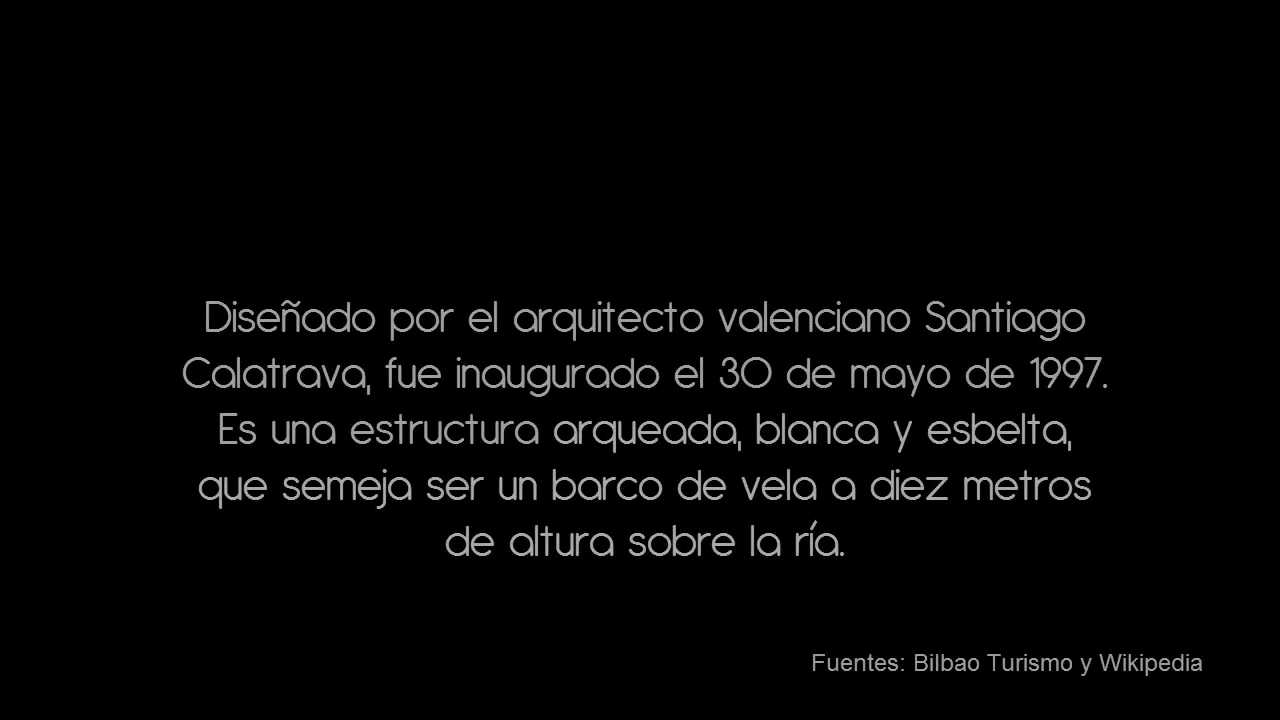 Diseñado por el arquitecto valenciano Santiago
Calatrava, fue inaugurado el 30 de mayo de 1997.
Es una estructura arqueada, blanca y esbelta,
que semeja ser un barco de vela a diez metros
de altura sobre la ría.
Fuentes: Bilbao Turismo y Wikipedia